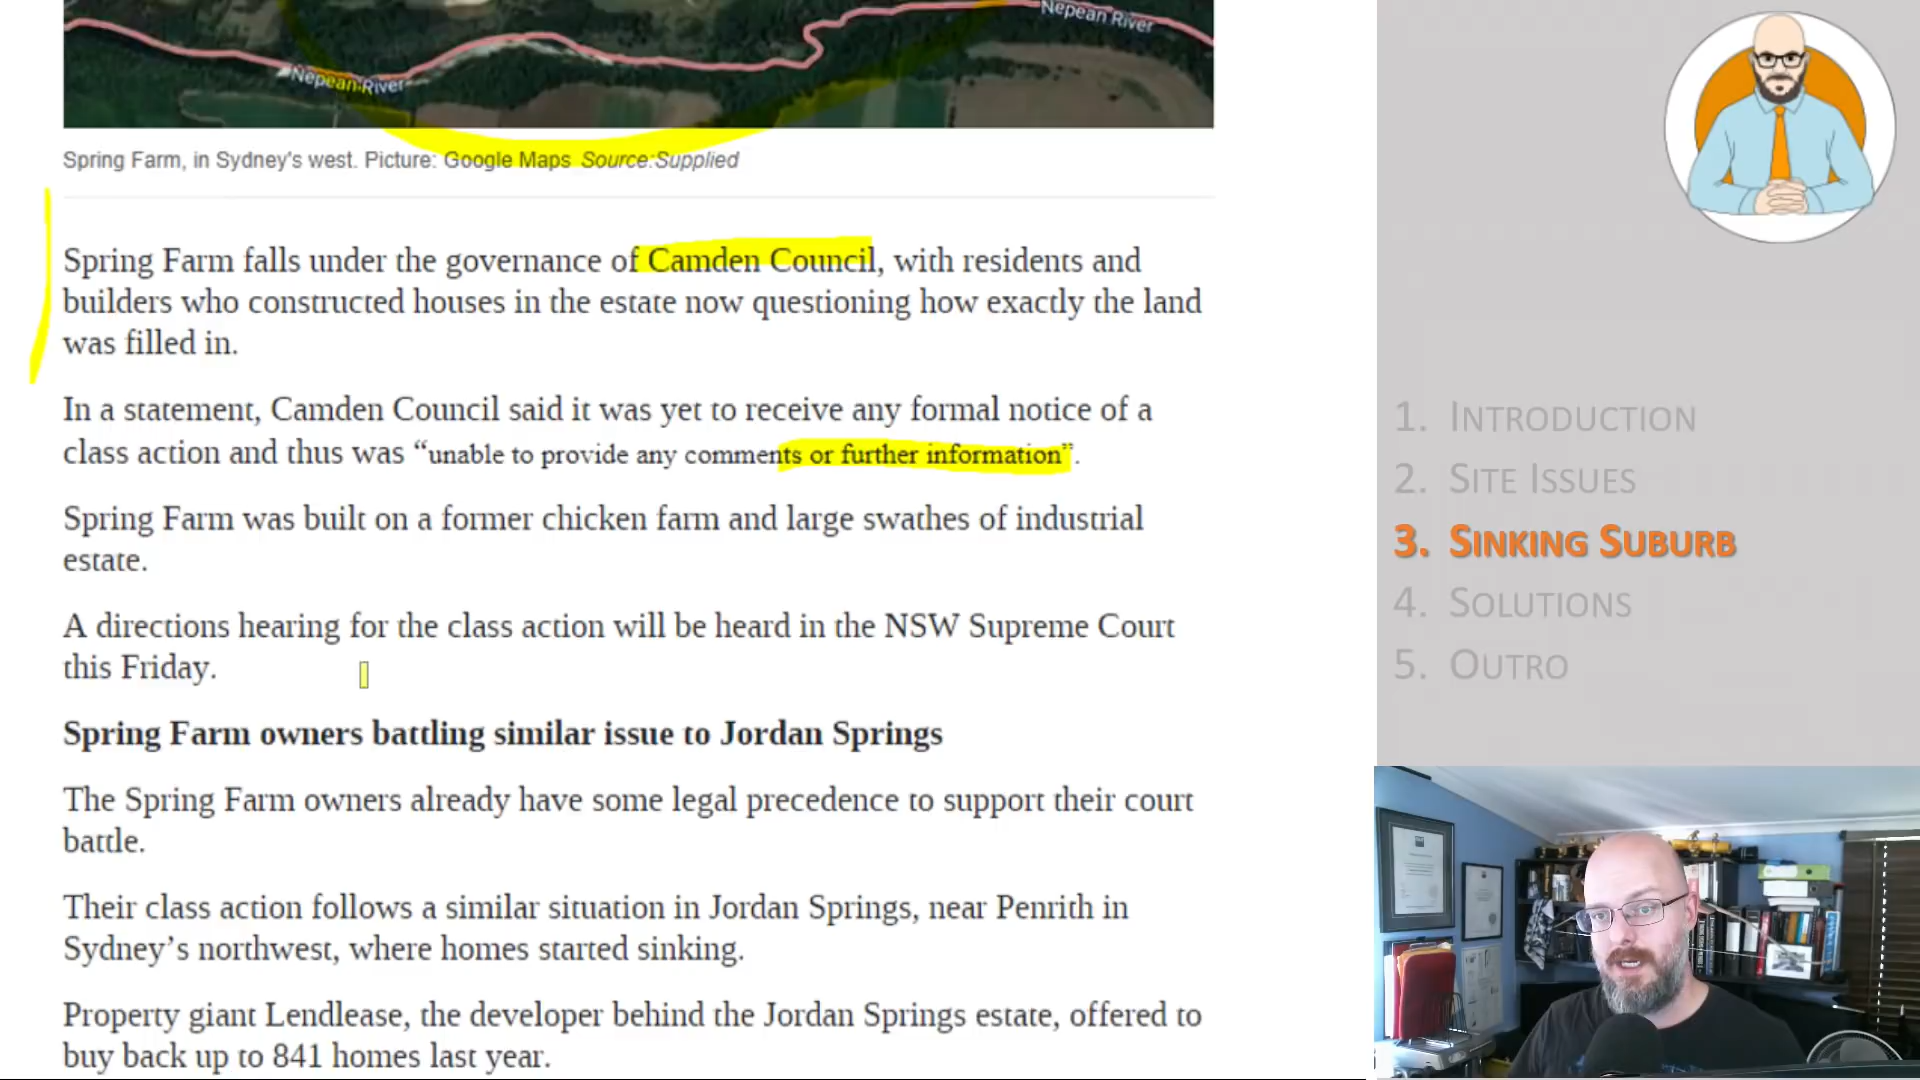 Nepean River
Nepean River
Spring Farm, in Sydney's west. Picture: Google Maps Source:Supplied
Spring Farm falls under the governance of Camden Council, with residents and
builders who constructed houses in the estate now questioning how exactly the land
was filled in.
In a statement, Camden Council said it was yet to receive any formal notice of a
class action and thus was “unable to provide any comments or further information”.
Spring Farm was built on a former chicken farm and large swathes of industrial
estate.
A directions hearing for the class action will be heard in the NSW Supreme Court
this Friday.
Spring Farm owners battling similar issue to Jordan Springs
The Spring Farm owners already have some legal precedence to support their court
battle.
Their class action follows a similar situation in Jordan Springs, near Penrith in
Sydney’s northwest, where homes started sinking.
Property giant Lendlease, the developer behind the Jordan Springs estate, offered to
buy back up to 841 homes last year.
1. INTRODUCTION
2. SITE ISSUES
3. SINKING SUBURB
4. SOLUTIONS
5. OUTRO